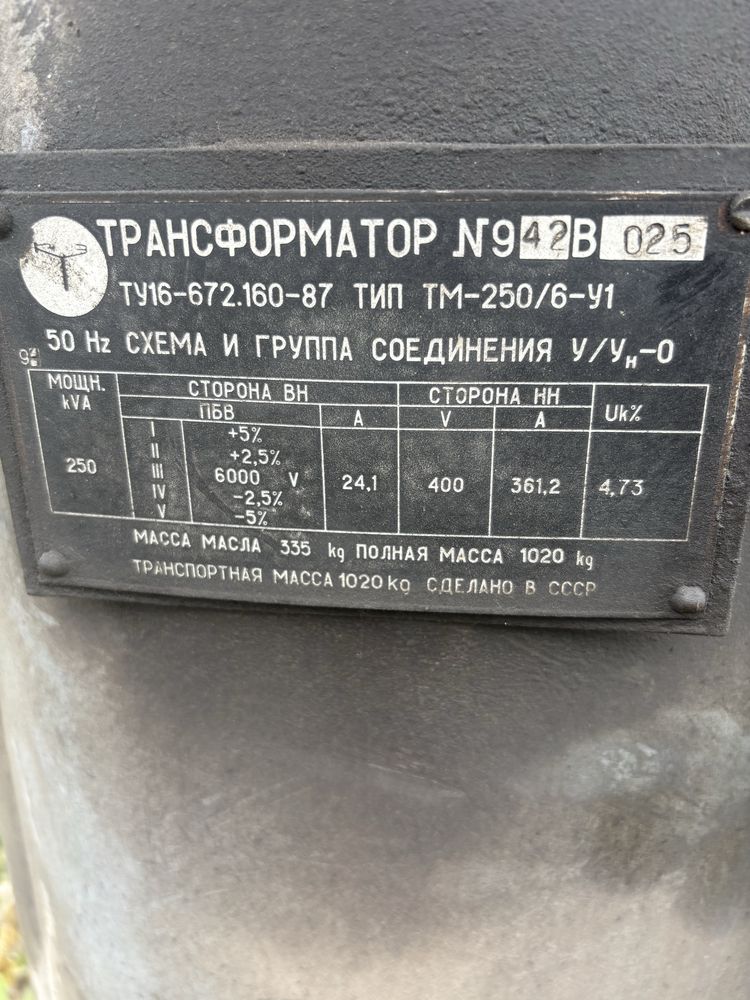 ТРАНСФОРМАТОР №942В 025
ТУ16-672.160-87 ТИП ТМ-250/6-У1
50 Hz СХЕМА И ГРУППА СОЕДИНЕНИЯ У/Ун-0
МОЩН. kVA СТОРОНА ВН СТОРОНА НН Uk%
ПБВ А V А
I +5%
II +2,5%
250 III 6000 V 24,1 400 361,2 4,73
IV -2,5%
V -5%
МАССА МАСЛА 335 kg ПОЛНАЯ МАССА 1020 kg
ТРАНСПОРТНАЯ МАССА 1020 kg СДЕЛАНО В СССР